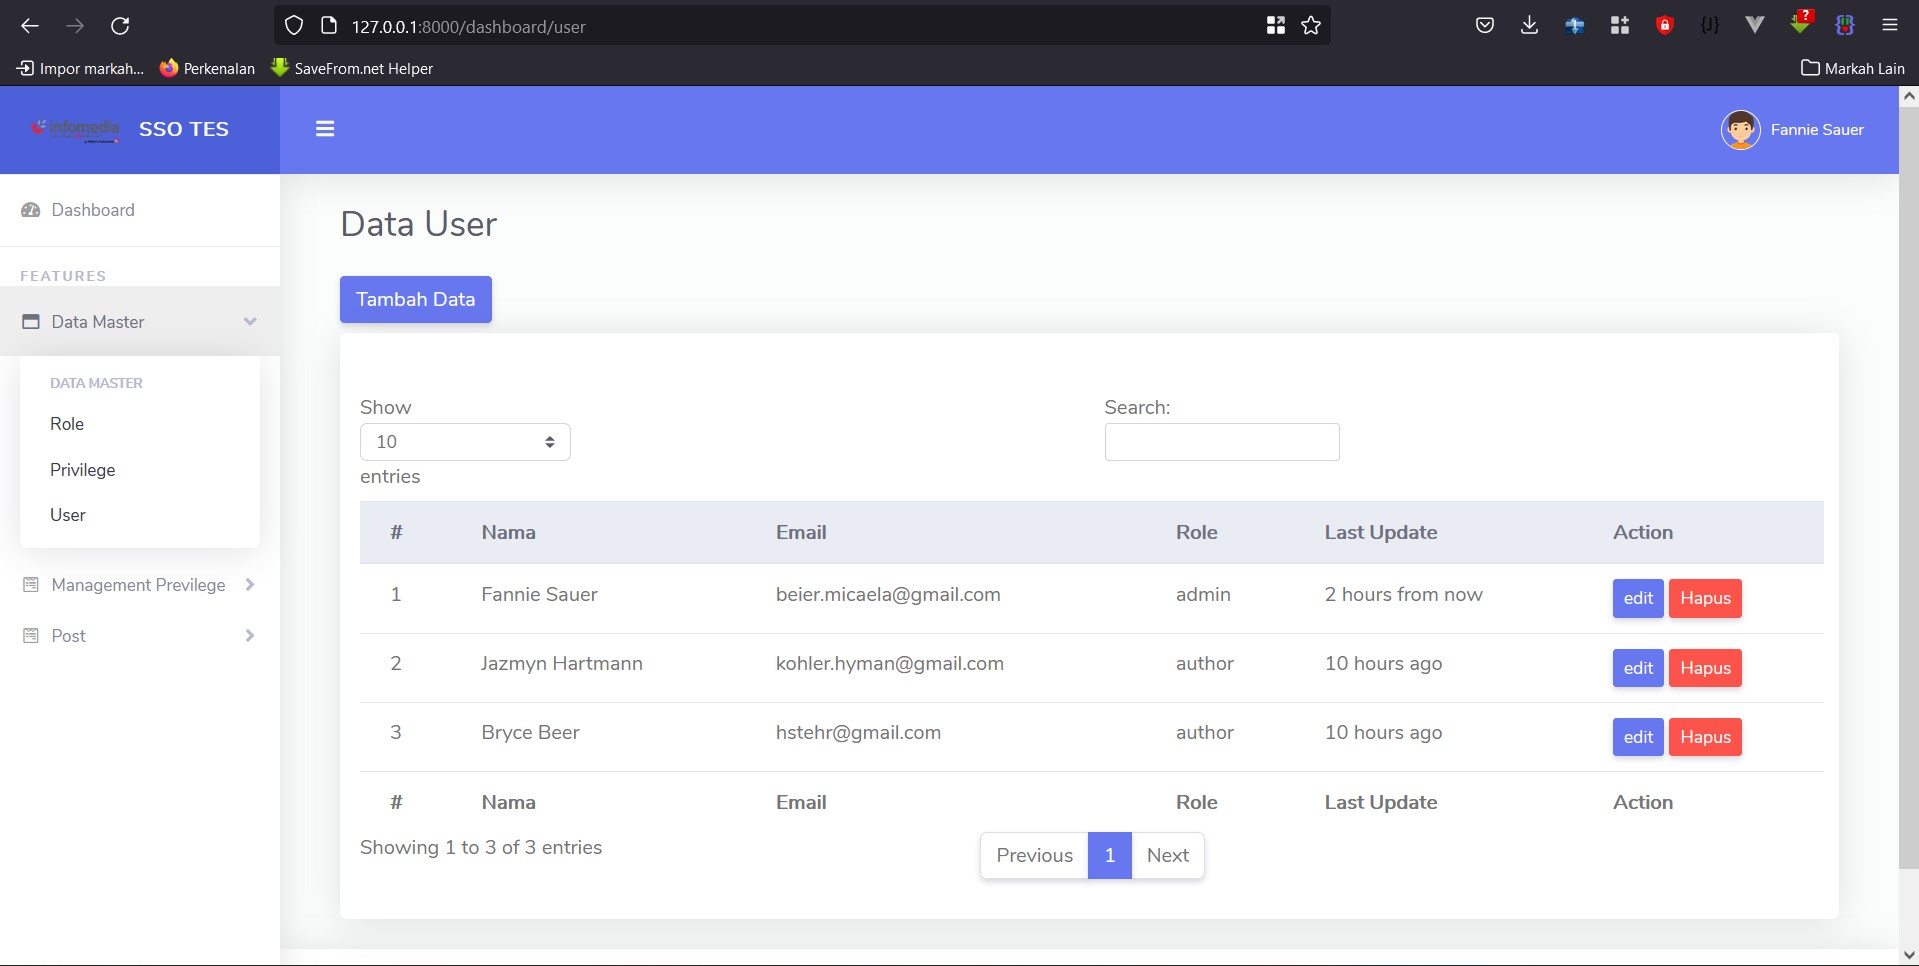 127.0.0.1:8000/dashboard/user
?
Impor markah...
Perkenalan
SaveFrom.net Helper
Markah Lain
infomedia
SSO TES
Fannie Sauer
Dashboard
FEATURES
Data Master
DATA MASTER
Role
Privilege
User
Management Previlege
Post
Data User
Tambah Data
Show
10
entries
Search:
# Nama Email Role Last Update Action
1 Fannie Sauer beier.micaela@gmail.com admin 2 hours from now edit Hapus
2 Jazmyn Hartmann kohler.hyman@gmail.com author 10 hours ago edit Hapus
3 Bryce Beer hstehr@gmail.com author 10 hours ago edit Hapus
# Nama Email Role Last Update Action
Showing 1 to 3 of 3 entries
Previous 1 Next